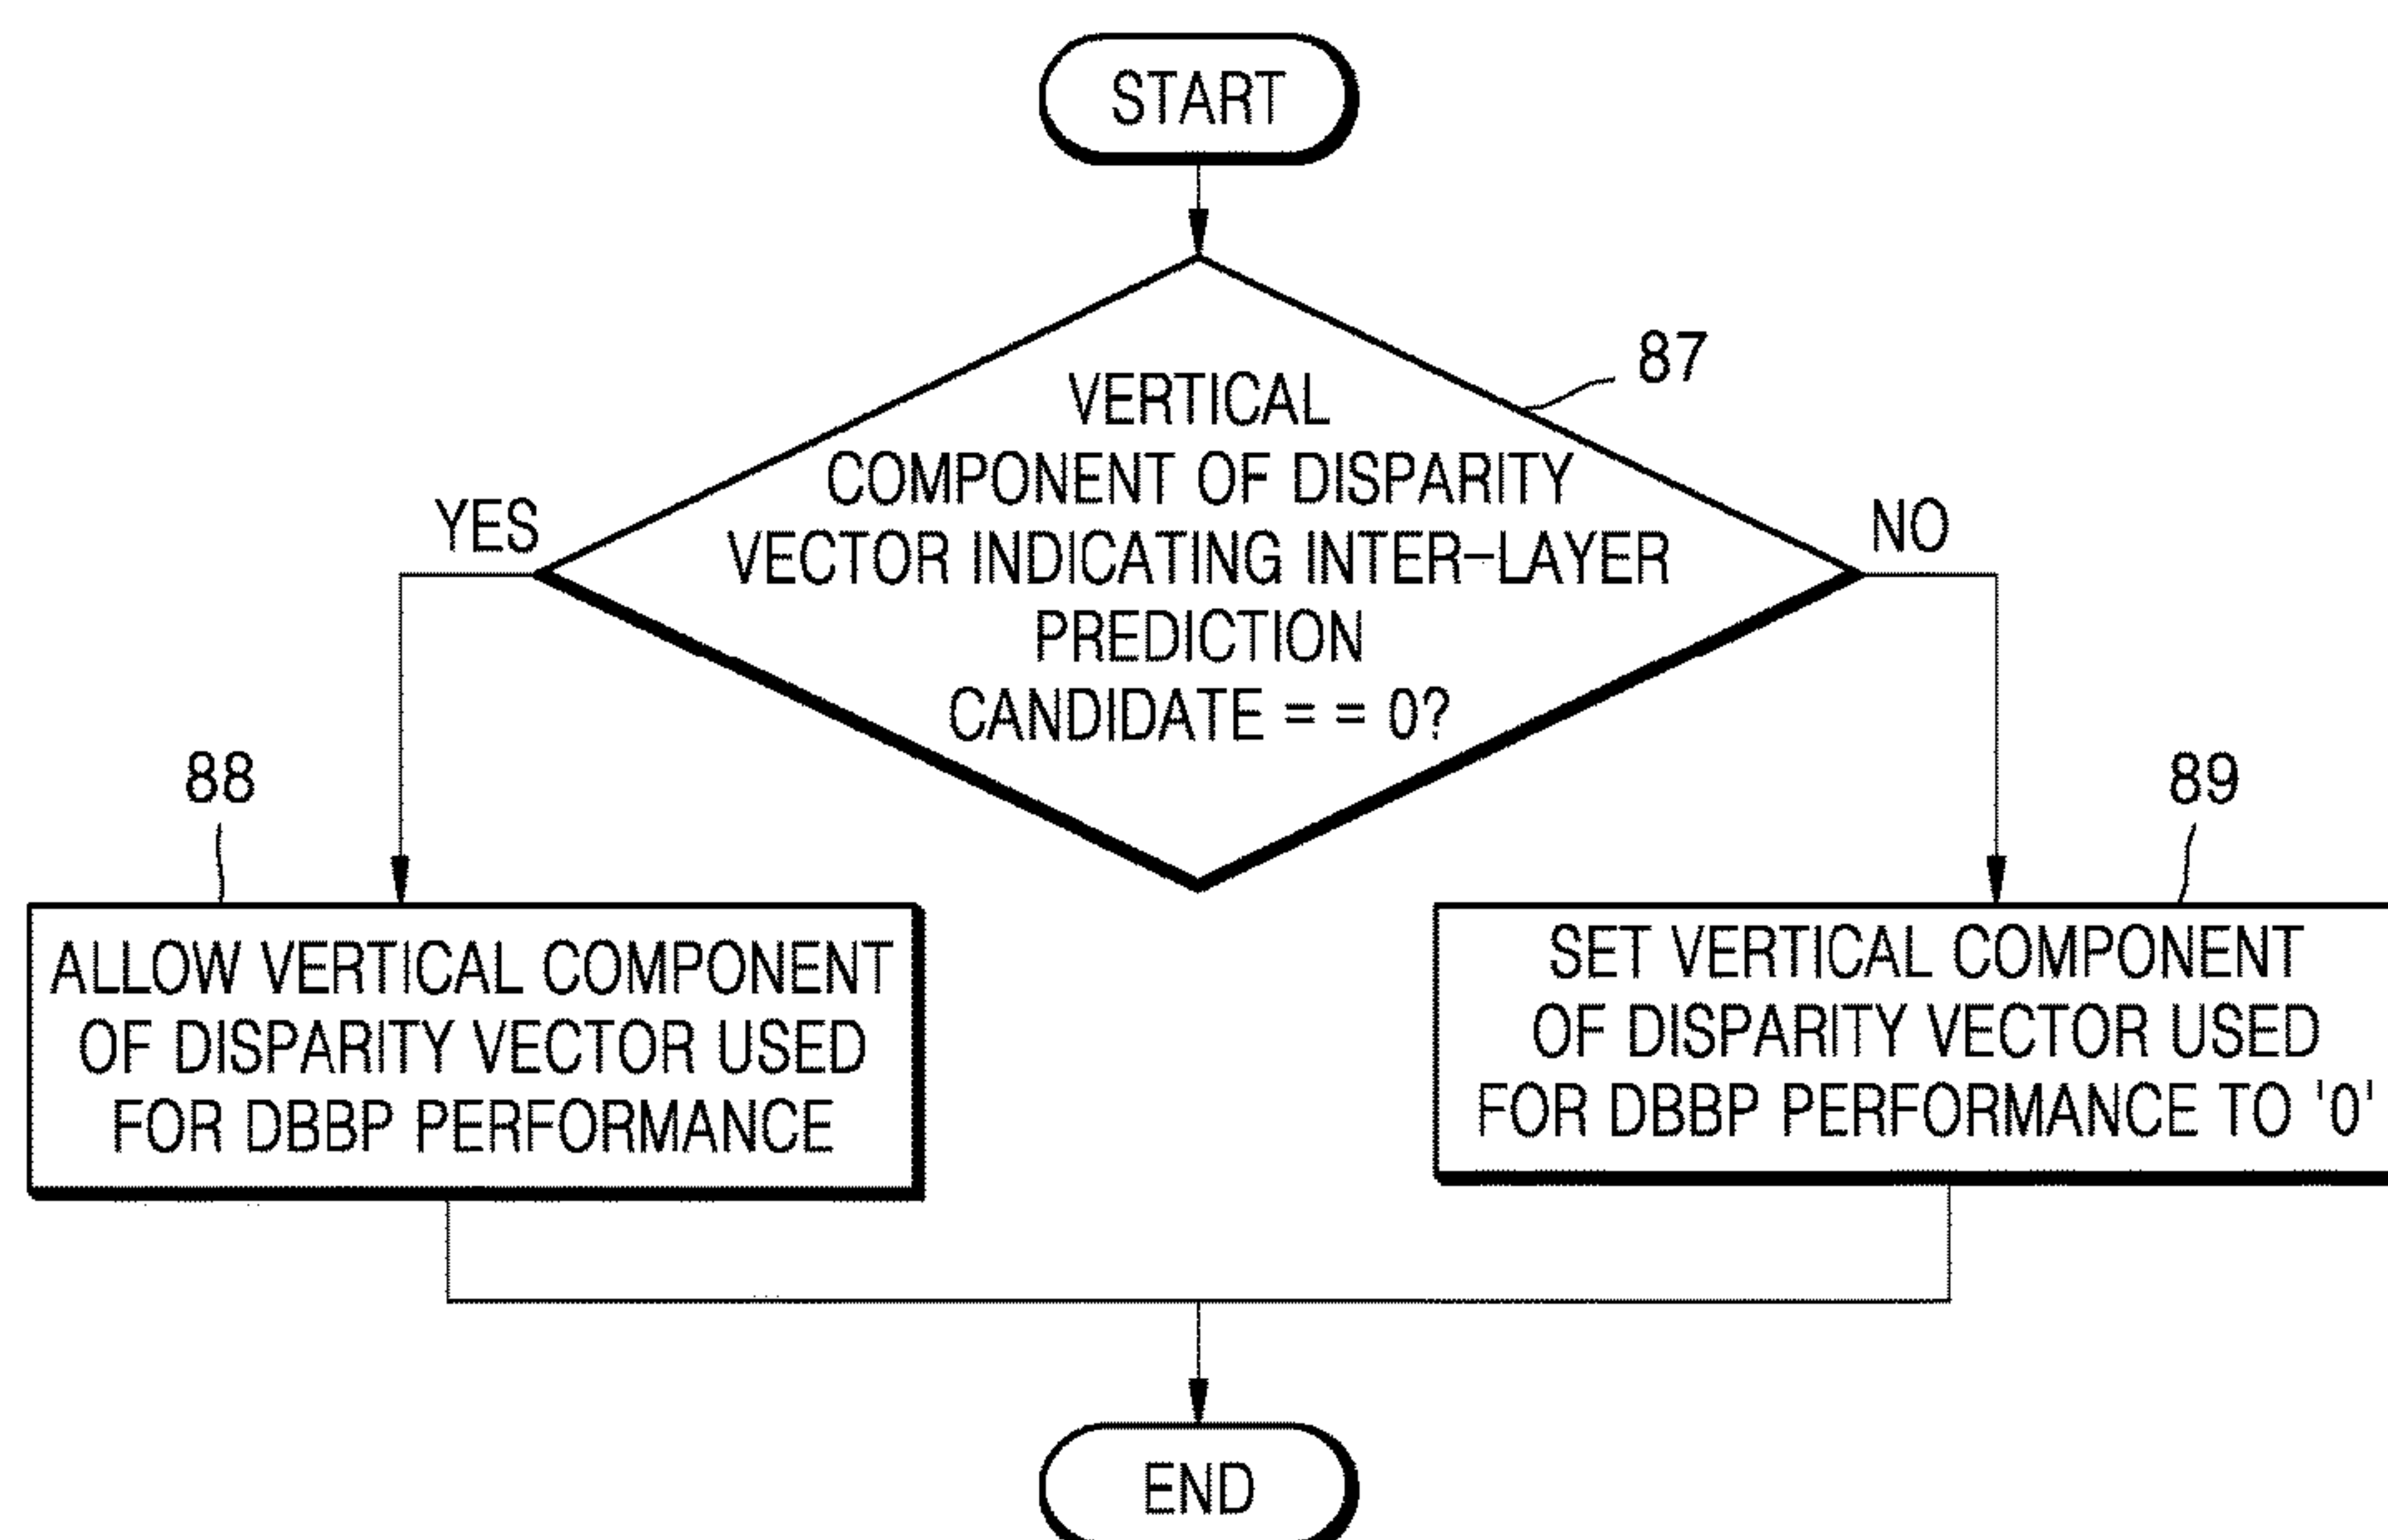 START
87
VERTICAL
COMPONENT OF DISPARITY
VECTOR INDICATING INTER-LAYER
PREDICTION
CANDIDATE = = 0?
YES
NO
88
ALLOW VERTICAL COMPONENT
OF DISPARITY VECTOR USED
FOR DBBP PERFORMANCE
89
SET VERTICAL COMPONENT
OF DISPARITY VECTOR USED
FOR DBBP PERFORMANCE TO '0'
END